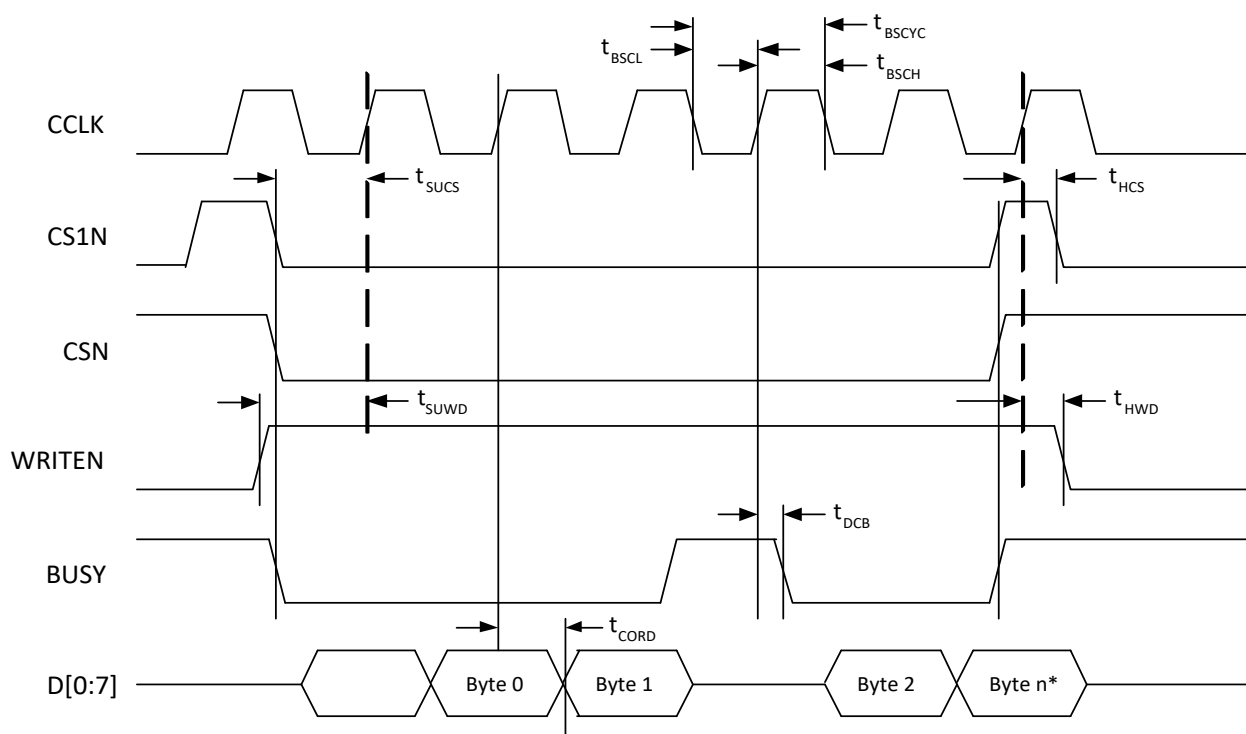 tBSCYC
tBSCL
tBSCH
CCLK
tSUCS
tHCS
CS1N
CSN
tSUWD
tHWD
WRITEN
tDCB
BUSY
tCORD
D[0:7]
Byte 0
Byte 1
Byte 2
Byte n*